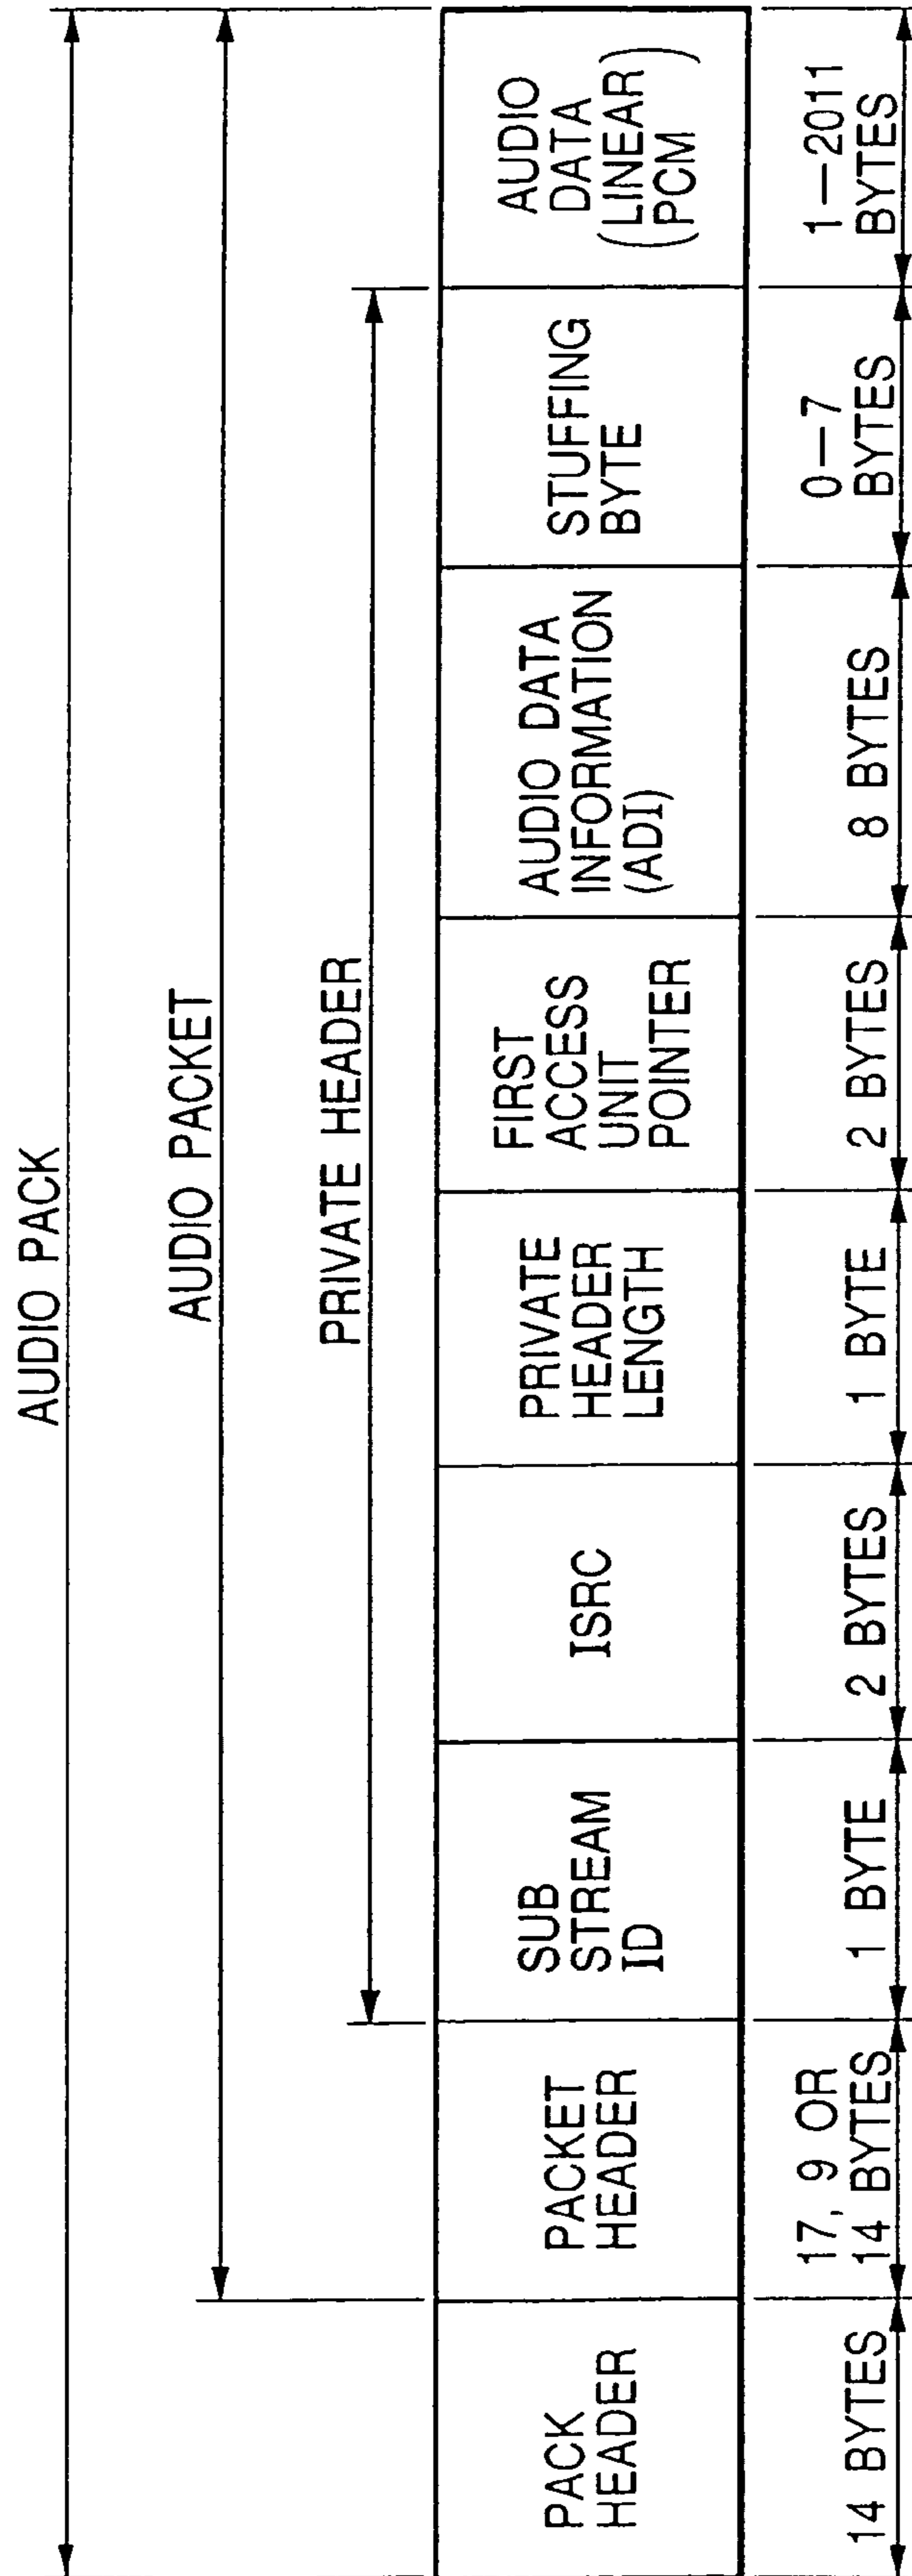 AUDIO PACK
AUDIO PACKET
PRIVATE HEADER
PACK
HEADER
PACKET
HEADER
SUB
STREAM
ID
ISRC
PRIVATE
HEADER
LENGTH
FIRST
ACCESS
UNIT
POINTER
AUDIO DATA
INFORMATION
(ADI)
STUFFING
BYTE
AUDIO
DATA
(LINEAR
PCM)
14 BYTES
17, 9 OR
14 BYTES
1 BYTE
2 BYTES
1 BYTE
2 BYTES
8 BYTES
0—7
BYTES
1—2011
BYTES